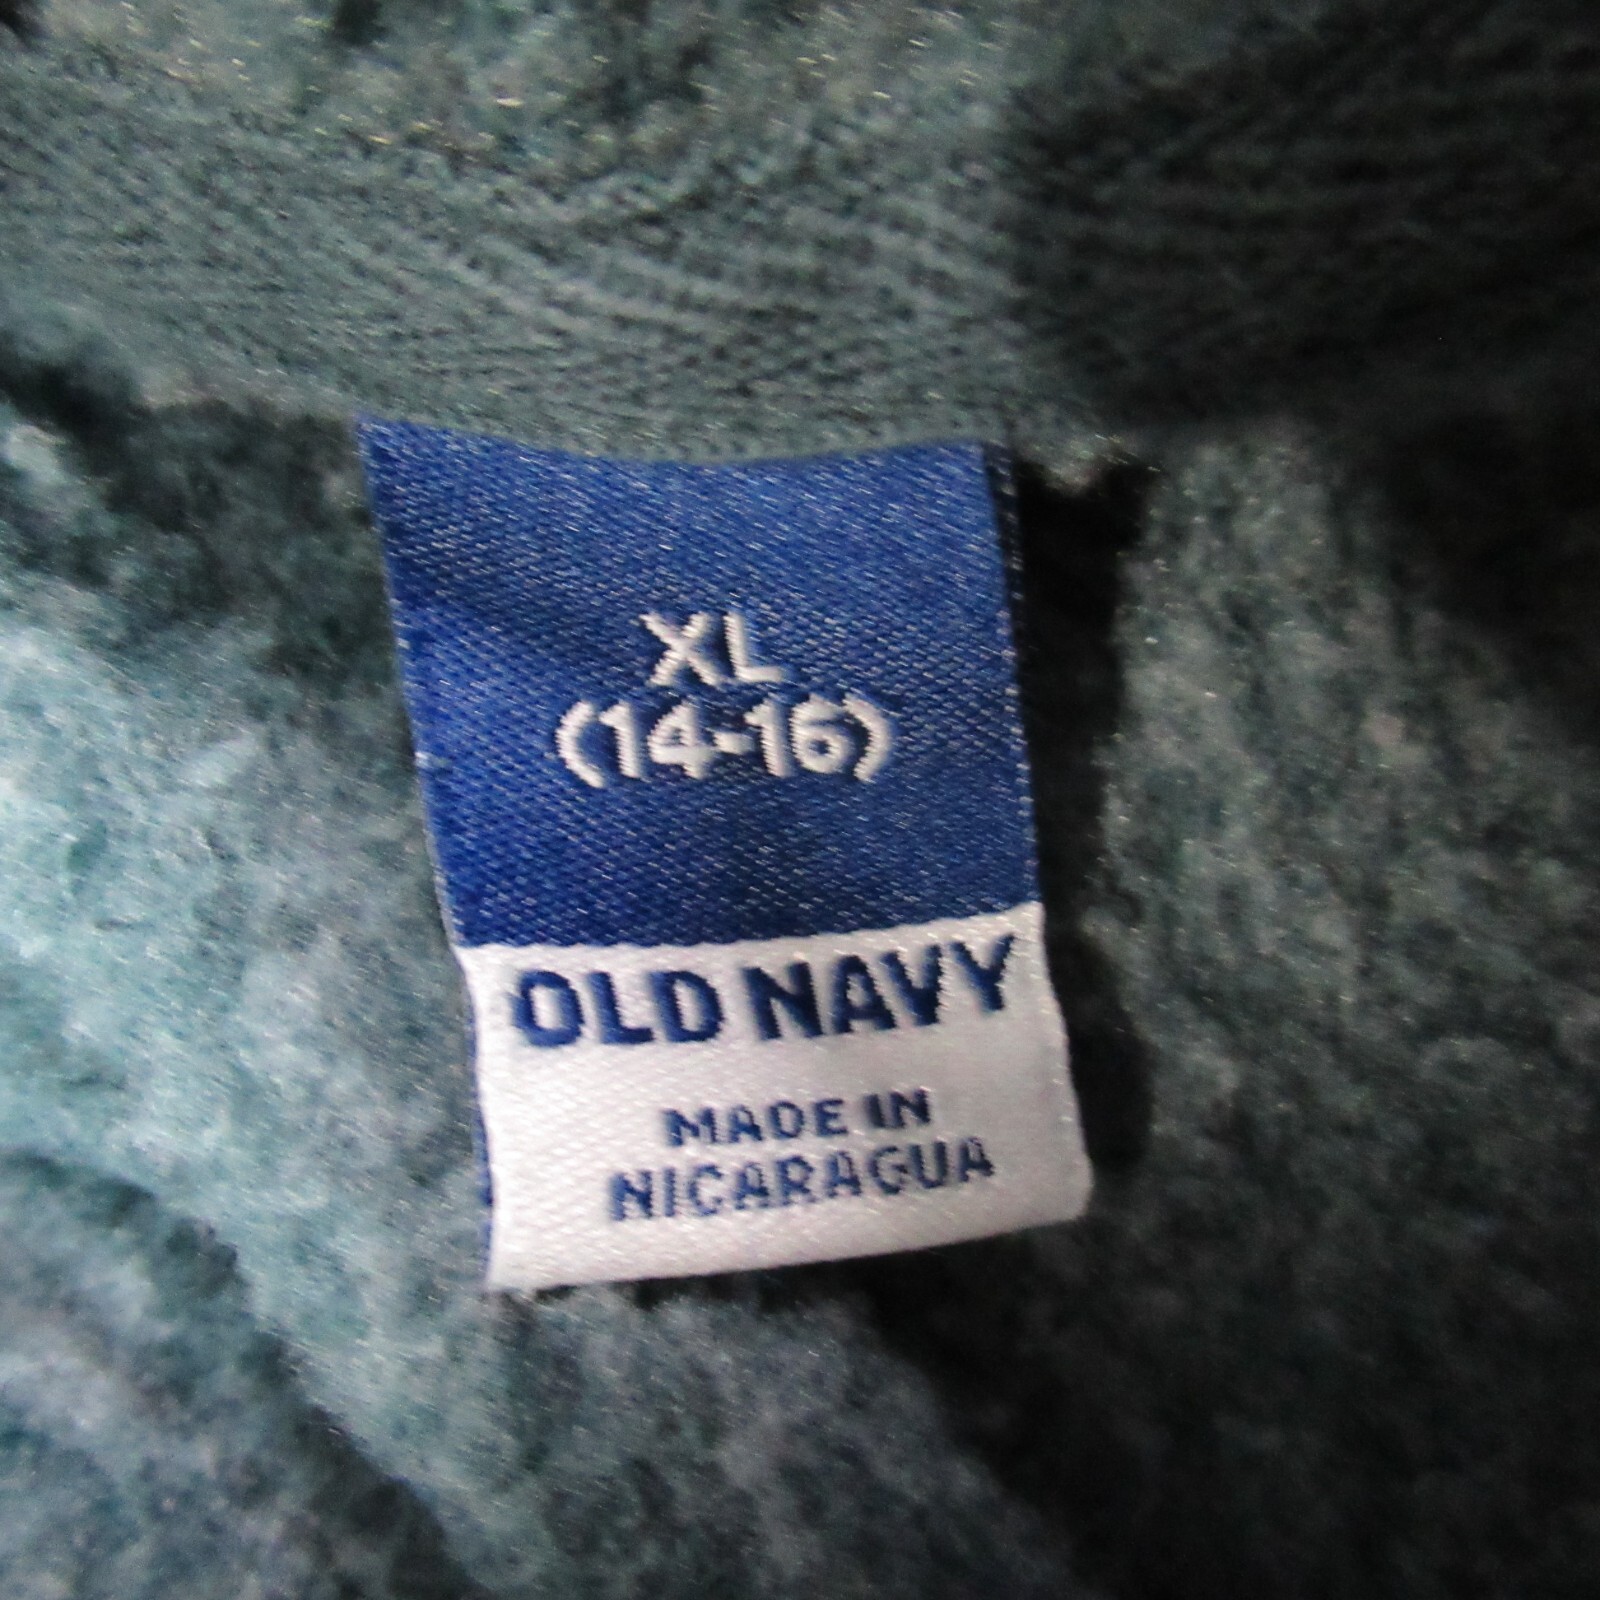 XL
(14-16)
OLD NAVY
MADE IN
NICARAGUA